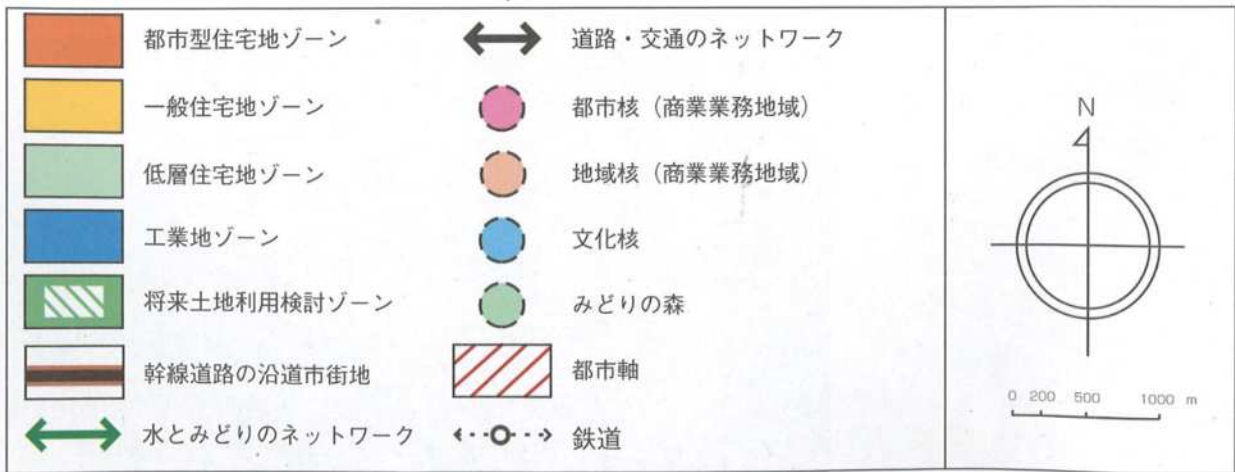 都市型住宅地ゾーン
一般住宅地ゾーン
低層住宅地ゾーン
工業地ゾーン
将来土地利用検討ゾーン
幹線道路の沿道市街地
水とみどりのネットワーク
道路・交通のネットワーク
都市核（商業業務地域）
地域核（商業業務地域）
文化核
みどりの森
都市軸
鉄道
N
0 200 500 1000 m